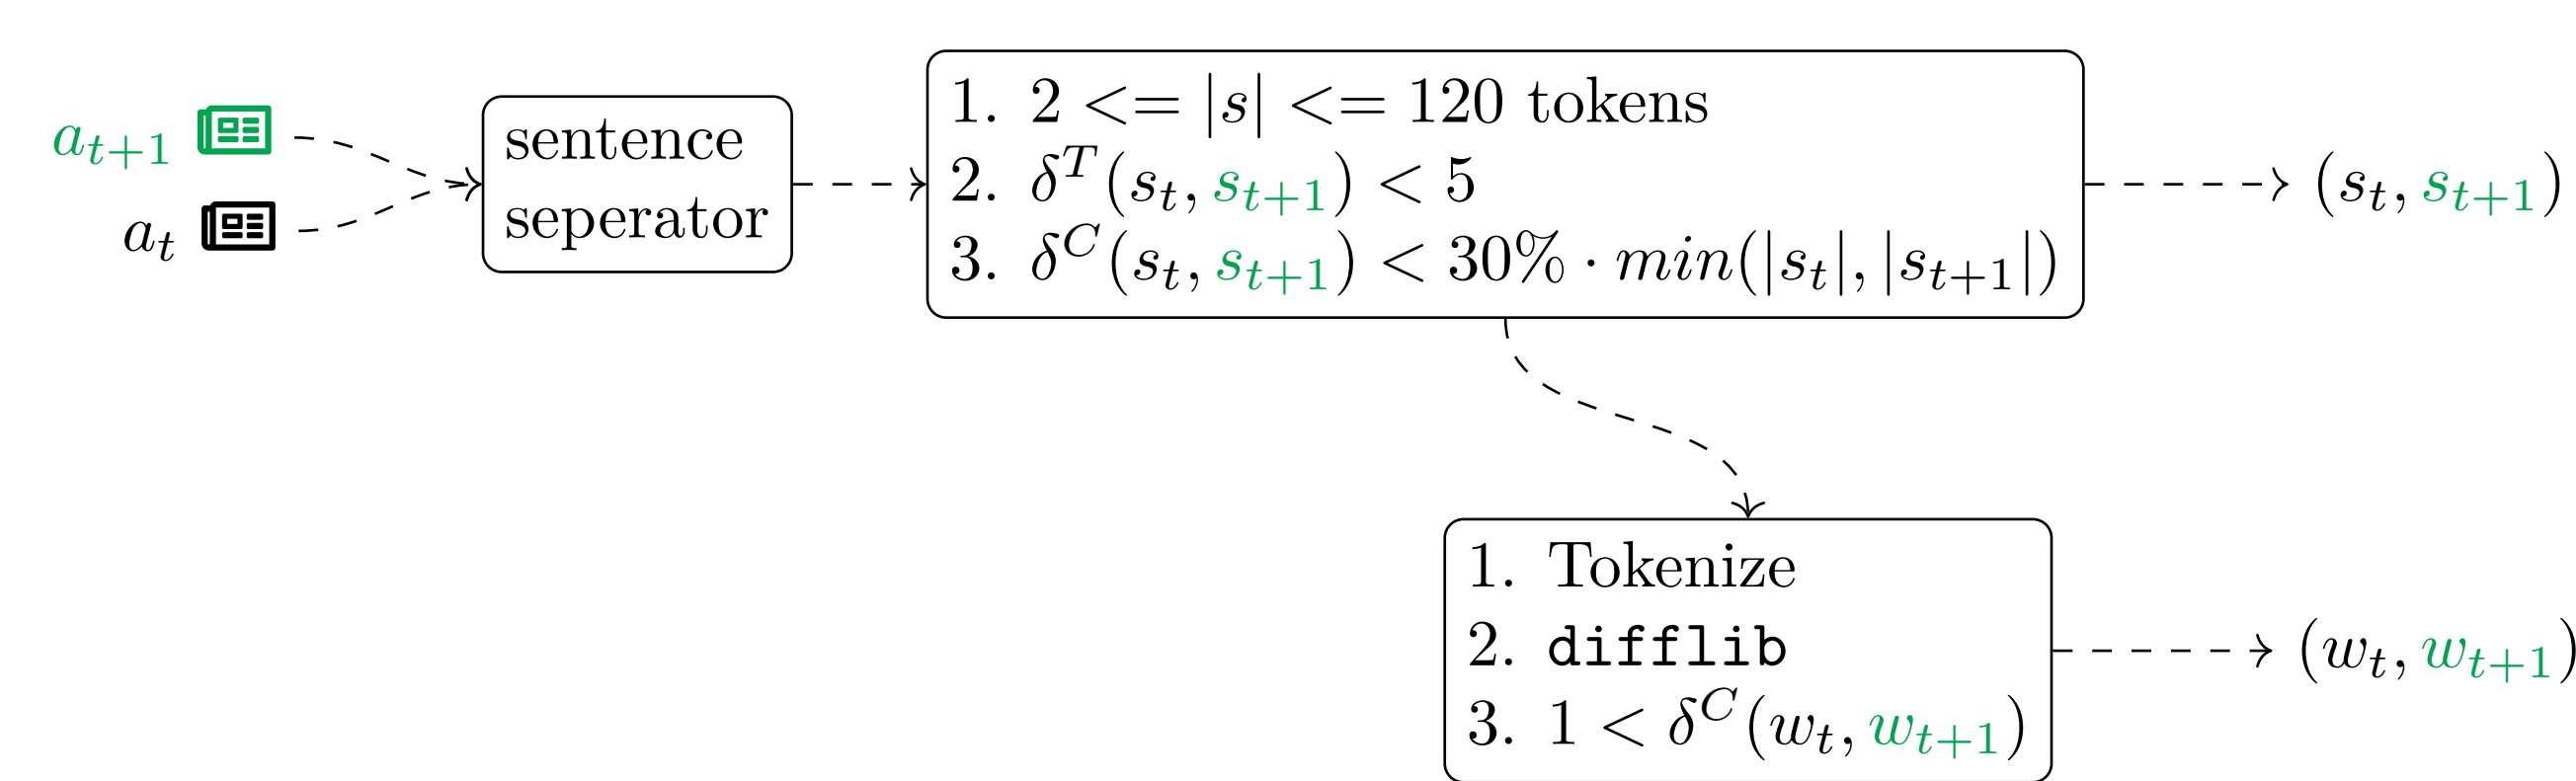 a_{t+1}
a_t
sentence
seperator
1. 2 <= |s| <= 120 tokens
2. δ^T(s_t, s_{t+1}) < 5
3. δ^C(s_t, s_{t+1}) < 30% · min(|s_t|, |s_{t+1}|)
(s_t, s_{t+1})
1. Tokenize
2. difflib
3. 1 < δ^C(w_t, w_{t+1})
(w_t, w_{t+1})